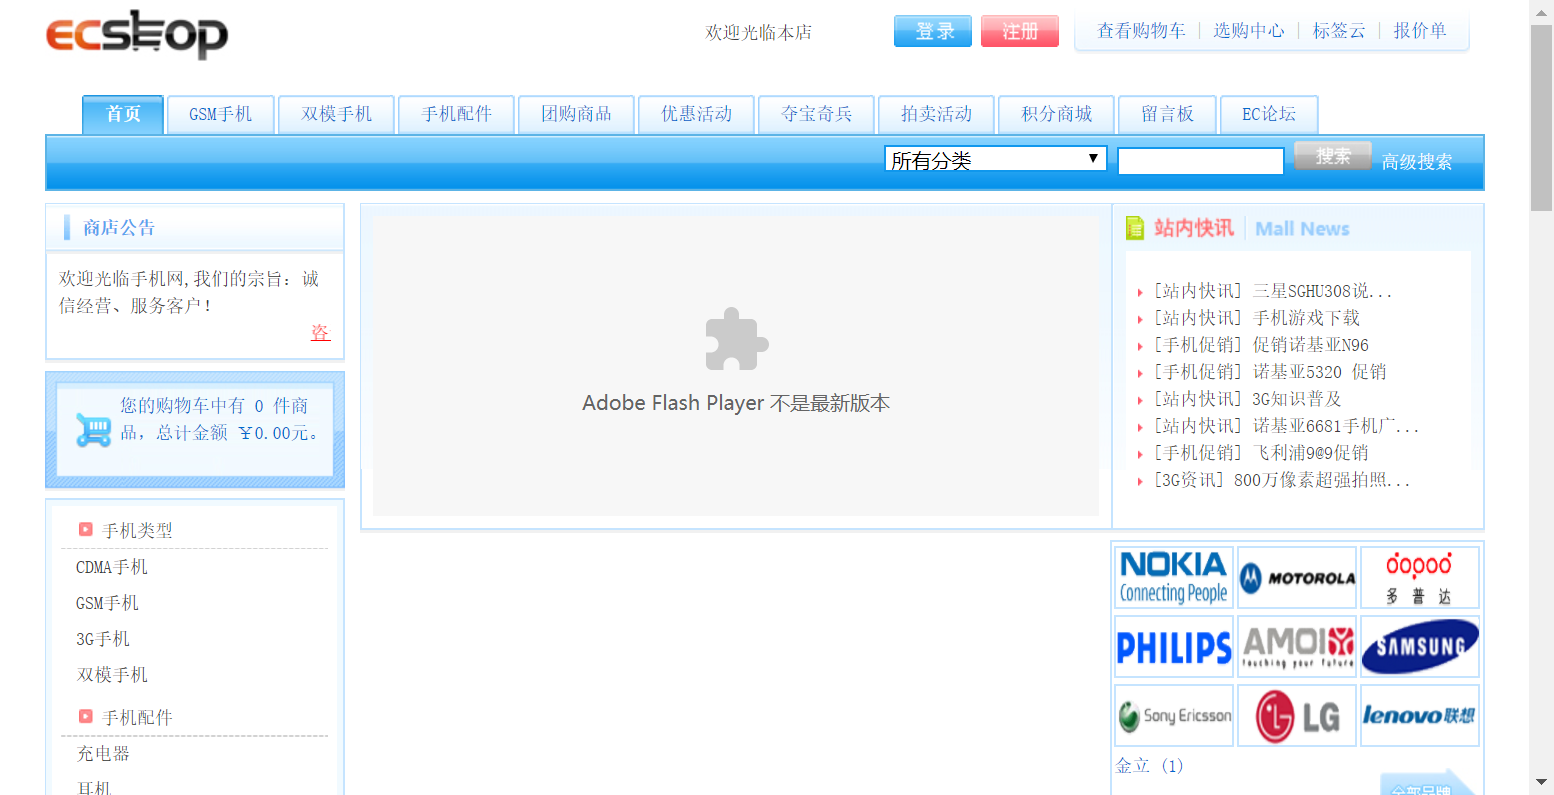 ECSHOP
欢迎光临本店
登录
注册
查看购物车 | 选购中心 | 标签云 | 报价单
首页 GSM手机 双模手机 手机配件 团购商品 优惠活动 夺宝奇兵 拍卖活动 积分商城 留言板 EC论坛
所有分类
搜索
高级搜索
商店公告
欢迎光临手机网,我们的宗旨：诚
信经营、服务客户！
咨
您的购物车中有 0 件商
品，总计金额 ￥0.00元。
手机类型
CDMA手机
GSM手机
3G手机
双模手机
手机配件
充电器
耳机
Adobe Flash Player 不是最新版本
站内快讯 | Mall News
[站内快讯] 三星SGHU308说...
[站内快讯] 手机游戏下载
[手机促销] 促销诺基亚N96
[手机促销] 诺基亚5320 促销
[站内快讯] 3G知识普及
[站内快讯] 诺基亚6681手机广...
[手机促销] 飞利浦9@9促销
[3G资讯] 800万像素超强拍照...
NOKIA
Connecting People
MOTOROLA
dopod
多普达
PHILIPS
AMOI
touching your future
SAMSUNG
Sony Ericsson
LG
lenovo联想
金立 (1)
全部品牌